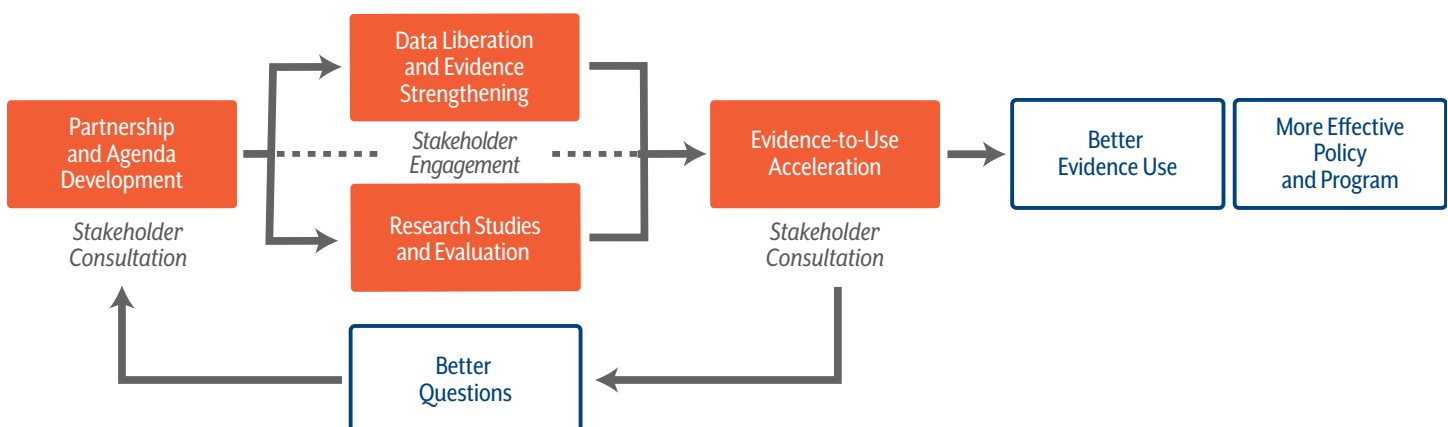 Partnership
and Agenda
Development
Stakeholder
Consultation
Data Liberation
and Evidence
Strengthening
Stakeholder
Engagement
Research Studies
and Evaluation
Evidence-to-Use
Acceleration
Stakeholder
Consultation
Better
Evidence Use
More Effective
Policy
and Program
Better
Questions